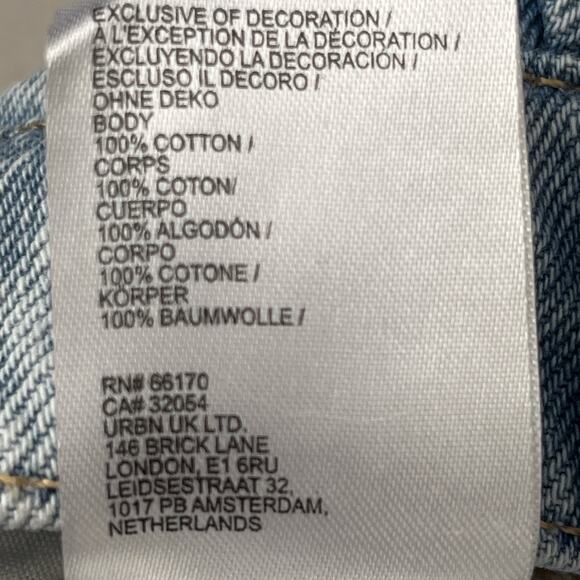 EXCLUSIVE OF DECORATION /
À L'EXCEPTION DE LA DÉCORATION /
EXCLUYENDO LA DECORACIÓN /
ESCLUSO IL DECORO /
OHNE DEKO
BODY
100% COTTON /
CORPS
100% COTON/
CUERPO
100% ALGODÓN /
CORPO
100% COTONE /
KÖRPER
100% BAUMWOLLE /
RN# 66170
CA# 32054
URBN UK LTD.
146 BRICK LANE
LONDON, E1 6RU
LEIDSESTRAAT 32,
1017 PB AMSTERDAM,
NETHERLANDS